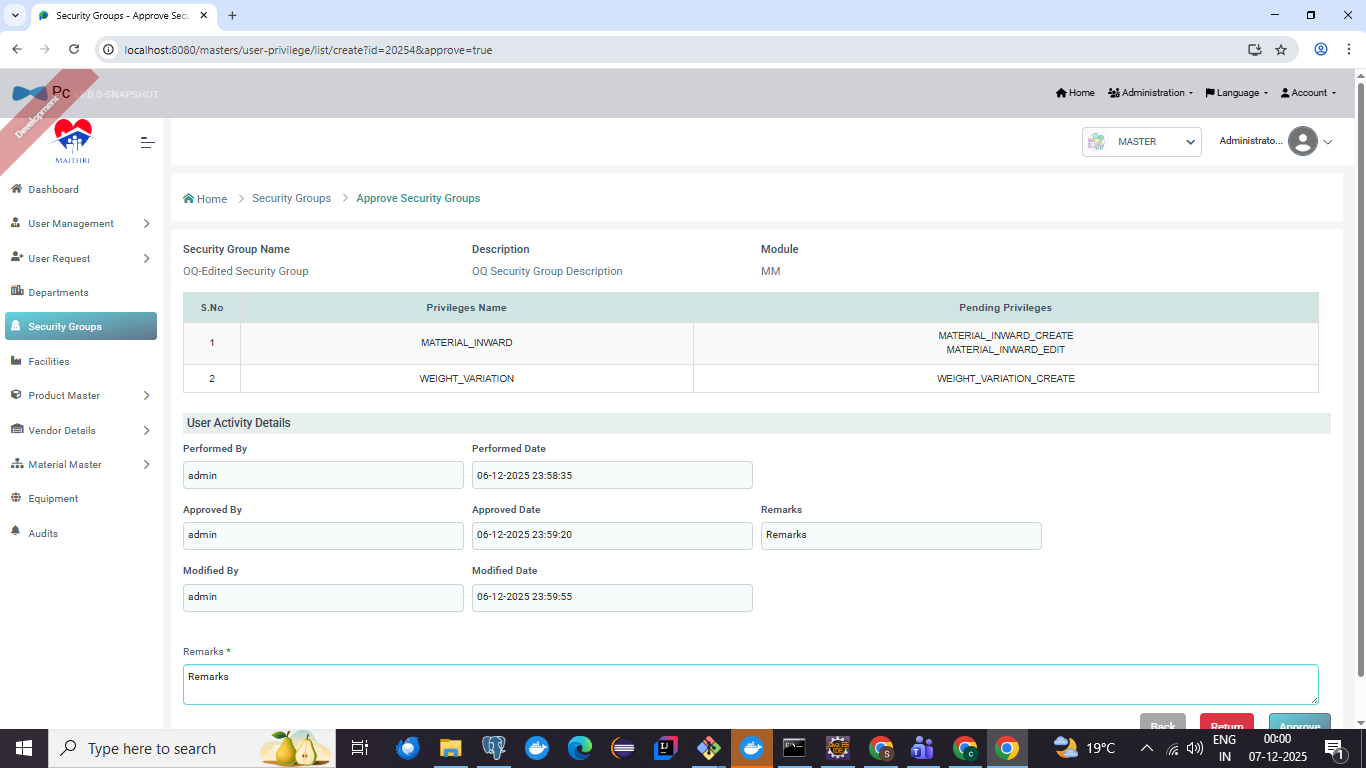 Security Groups - Approve Secu
localhost:8080/masters/user-privilege/list/create?id=20254&approve=true
Development
Pc v1.0.0-SNAPSHOT
Home Administration Language Account
MAITHRI
MASTER
Administrato...
Dashboard
User Management
User Request
Departments
Security Groups
Facilities
Product Master
Vendor Details
Material Master
Equipment
Audits
Home > Security Groups > Approve Security Groups
Security Group Name Description Module
OQ-Edited Security Group OQ Security Group Description MM
S.No Privileges Name Pending Privileges
1 MATERIAL_INWARD MATERIAL_INWARD_CREATE
MATERIAL_INWARD_EDIT
2 WEIGHT_VARIATION WEIGHT_VARIATION_CREATE
User Activity Details
Performed By Performed Date
admin 06-12-2025 23:58:35
Approved By Approved Date Remarks
admin 06-12-2025 23:59:20 Remarks
Modified By Modified Date
admin 06-12-2025 23:59:55
Remarks *
Remarks
Back Return Approve
Type here to search
19°C
ENG
IN
00:00
07-12-2025
1